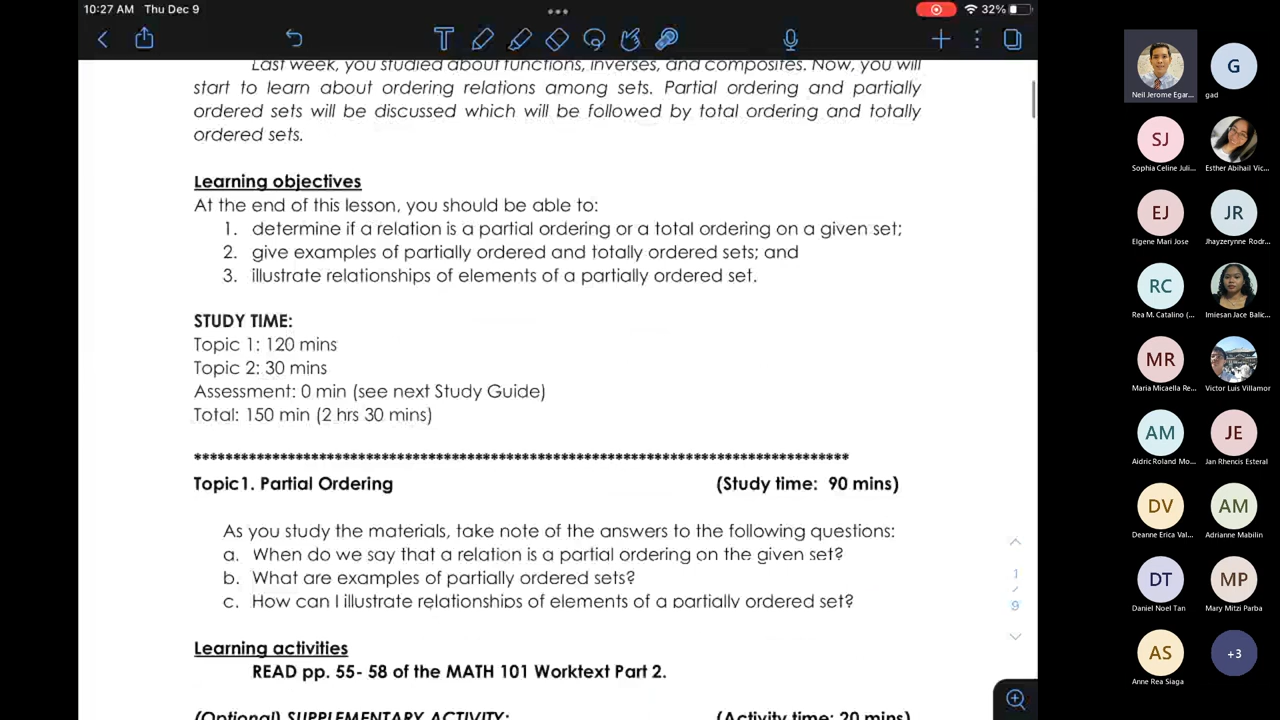 10:27 AM Thu Dec 9
32%
Last week, you studied about functions, inverses, and composites. Now, you will
start to learn about ordering relations among sets. Partial ordering and partially
ordered sets will be discussed which will be followed by total ordering and totally
ordered sets.
Learning objectives
At the end of this lesson, you should be able to:
1. determine if a relation is a partial ordering or a total ordering on a given set;
2. give examples of partially ordered and totally ordered sets; and
3. illustrate relationships of elements of a partially ordered set.
STUDY TIME:
Topic 1: 120 mins
Topic 2: 30 mins
Assessment: 0 min (see next Study Guide)
Total: 150 min (2 hrs 30 mins)
***********************************************************************************
Topic1. Partial Ordering (Study time: 90 mins)
As you study the materials, take note of the answers to the following questions:
a. When do we say that a relation is a partial ordering on the given set?
b. What are examples of partially ordered sets?
c. How can I illustrate relationships of elements of a partially ordered set?
1
/
9
Learning activities
READ pp. 55- 58 of the MATH 101 Worktext Part 2.
(Optional) SUPPLEMENTARY ACTIVITY: (Activity time: 20 mins)
Neil Jerome Egar...
G
gad
SJ
Sophia Celine Juli...
Esther Abihail Vic...
EJ
Elgene Mari Jose
JR
Jhayzerynne Rodr...
RC
Rea M. Catalino (...
Imiesan Jace Balic...
MR
Maria Micaella Re...
Victor Luis Villamor
AM
Aidric Roland Mo...
JE
Jan Rhencis Esteral
DV
Deanne Erica Val...
AM
Adrianne Mabilin
DT
Daniel Noel Tan
MP
Mary Mitzi Parba
AS
Anne Rea Siaga
+3